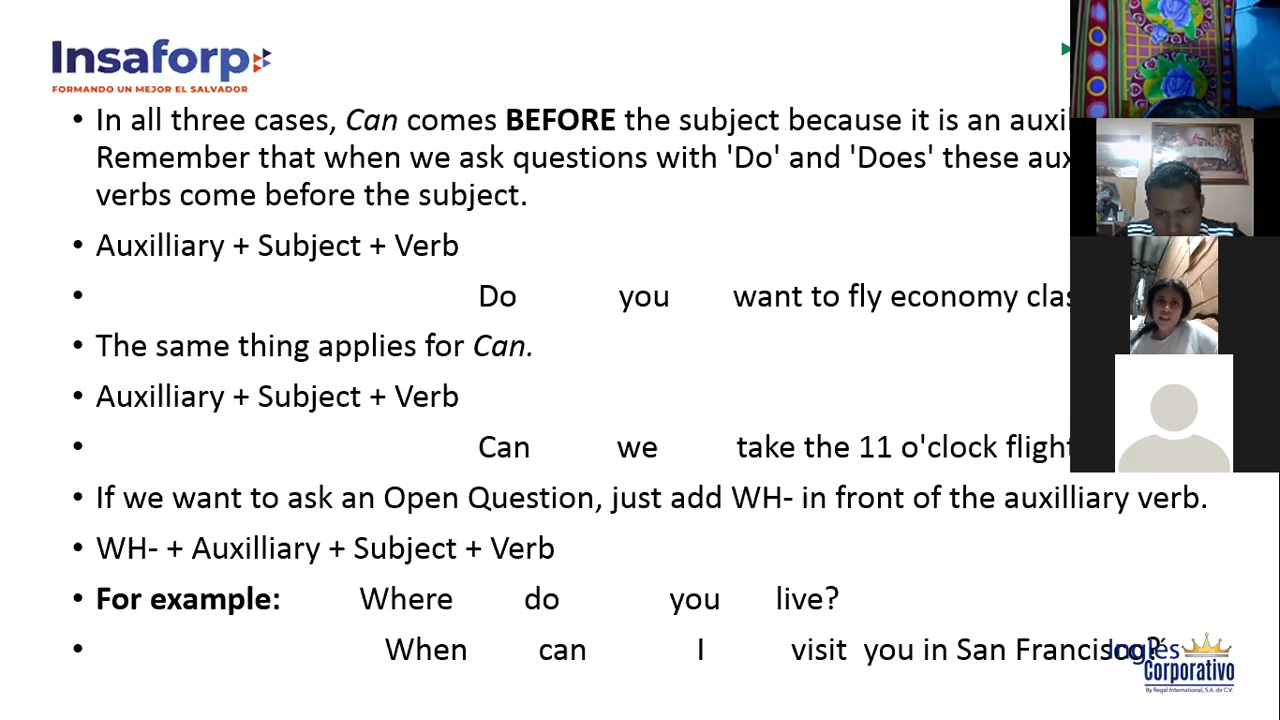 Insaforp
FORMANDO UN MEJOR EL SALVADOR
• In all three cases, Can comes BEFORE the subject because it is an
Remember that when we ask questions with 'Do' and 'Does' these
verbs come before the subject.
• Auxilliary + Subject + Verb
• Do you want to fly economy
• The same thing applies for Can.
• Auxilliary + Subject + Verb
• Can we take the 11 o'clock
• If we want to ask an Open Question, just add WH- in front of the auxilliary verb.
• WH- + Auxilliary + Subject + Verb
• For example: Where do you live?
• When can I visit you in San Francisco?
Inglés
Corporativo
By Regal International, S.A. de C.V.